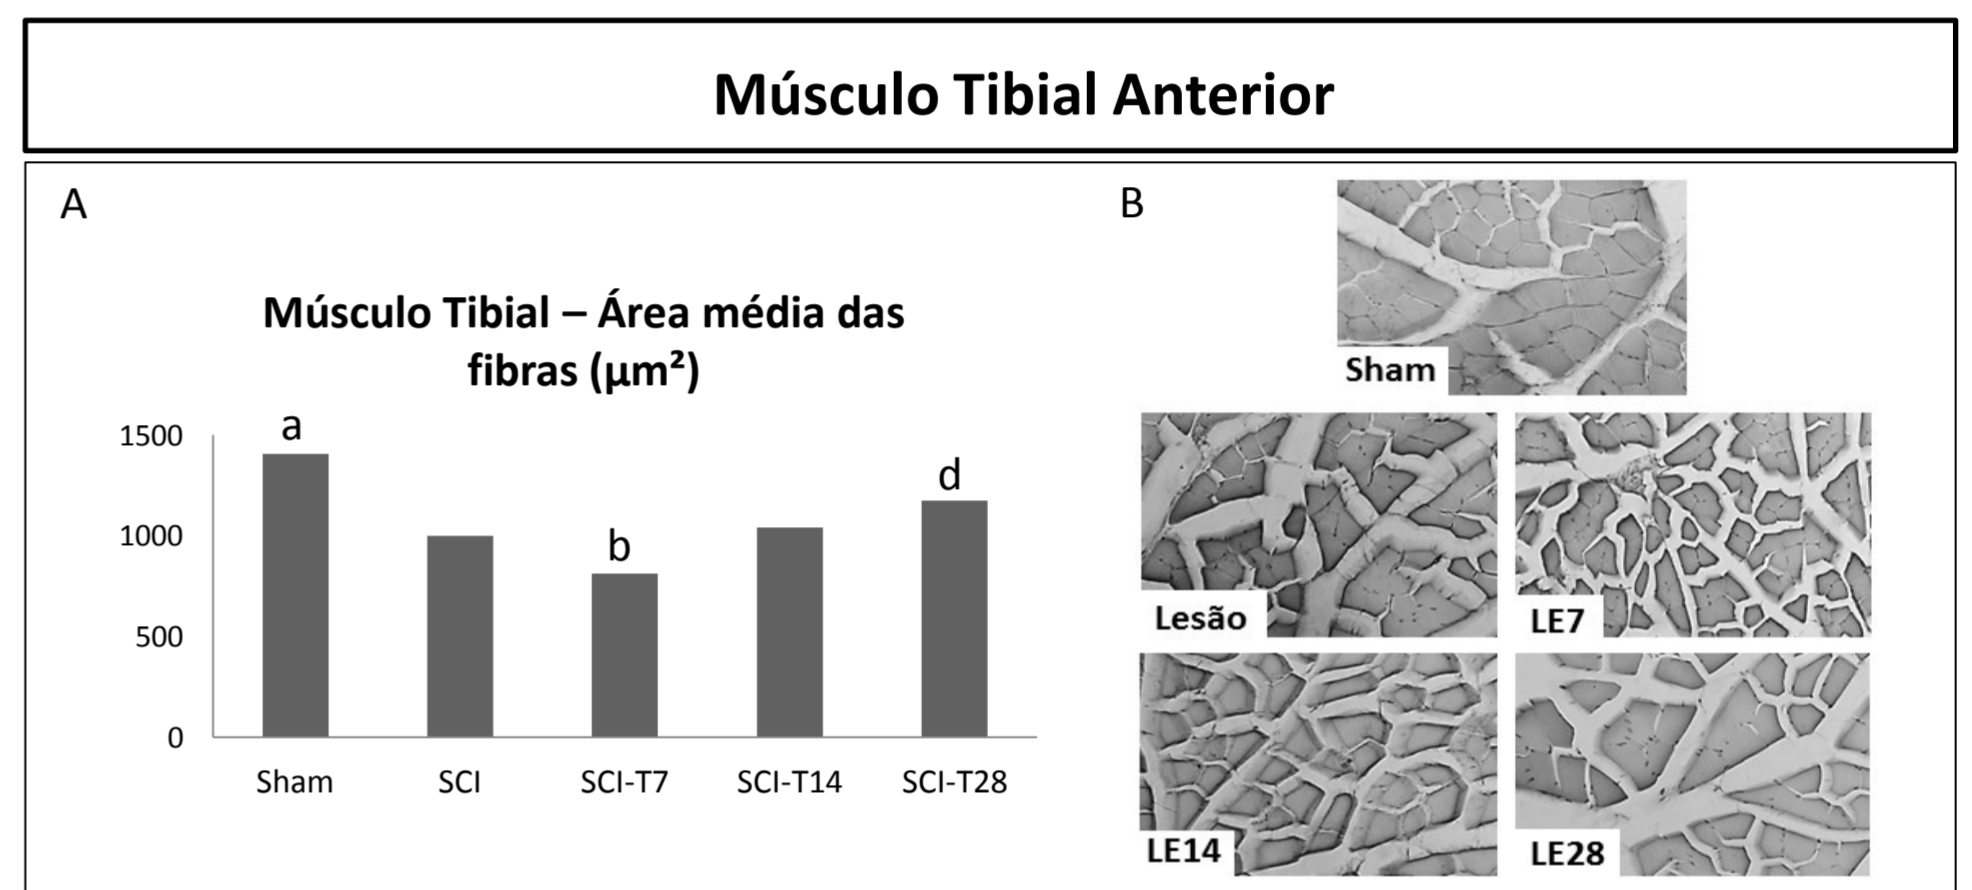 Músculo Tibial Anterior
A
Músculo Tibial – Área média das
fibras (µm²)
1500
1000
500
0
a
b
d
Sham SCI SCI-T7 SCI-T14 SCI-T28
B
Sham
Lesão
LE7
LE14
LE28